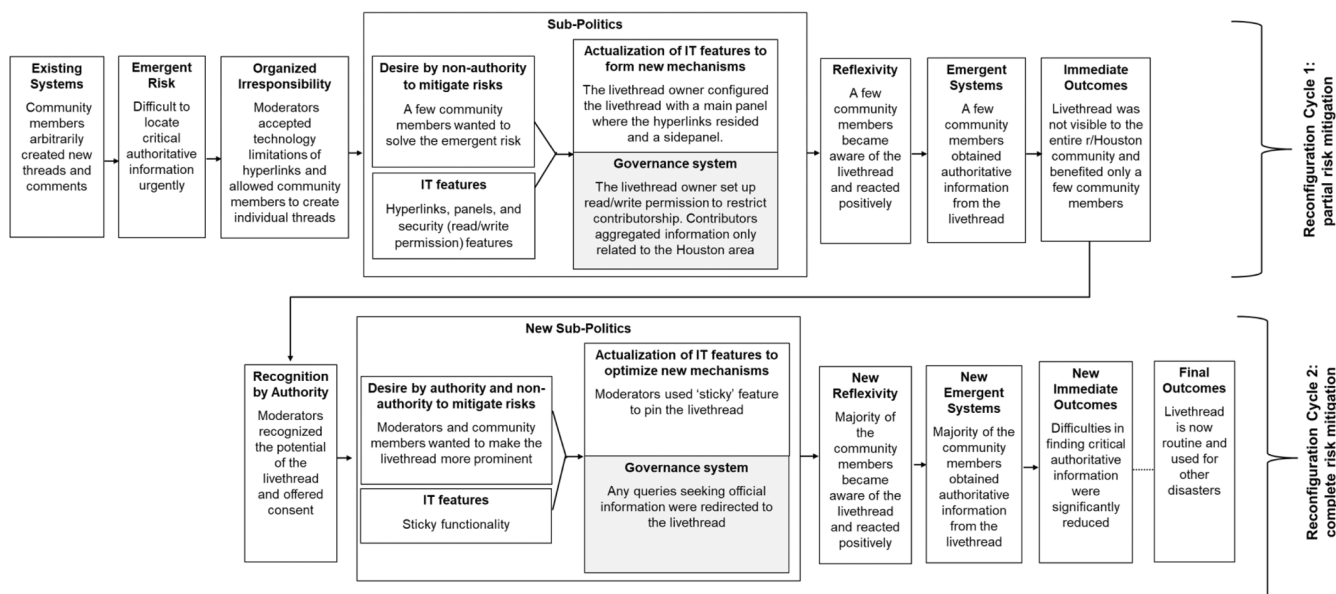 Sub-Politics
Existing
Systems
Community
members
arbitrarily
created new
threads and
comments
Emergent
Risk
Difficult to
locate
critical
authoritative
information
urgently
Organized
Irresponsibility
Moderators
accepted
technology
limitations of
hyperlinks and
allowed community
members to create
individual threads
Desire by non-authority
to mitigate risks
A few community
members wanted to
solve the emergent risk
IT features
Hyperlinks, panels, and
security (read/write
permission) features
Actualization of IT features to
form new mechanisms
The livethread owner configured
the livethread with a main panel
where the hyperlinks resided
and a sidepanel.
Governance system
The livethread owner set up
read/write permission to restrict
contributorship. Contributors
aggregated information only
related to the Houston area
Reflexivity
A few
community
members
became
aware of the
livethread
and reacted
positively
Emergent
Systems
A few
community
members
obtained
authoritative
information
from the
livethread
Immediate
Outcomes
Livethread was
not visible to the
entire r/Houston
community and
benefited only a
few community
members
Reconfiguration Cycle 1:
partial risk mitigation
New Sub-Politics
Recognition
by Authority
Moderators
recognized
the potential
of the
livethread
and offered
consent
Desire by authority and non-
authority to mitigate risks
Moderators and community
members wanted to make the
livethread more prominent
IT features
Sticky functionality
Actualization of IT features to
optimize new mechanisms
Moderators used ‘sticky’ feature
to pin the livethread
Governance system
Any queries seeking official
information were redirected to
the livethread
New
Reflexivity
Majority of
the
community
members
became
aware of the
livethread
and reacted
positively
New
Emergent
Systems
Majority of the
community
members
obtained
authoritative
information
from the
livethread
New
Immediate
Outcomes
Difficulties in
finding critical
authoritative
information
were
significantly
reduced
Final
Outcomes
Livethread
is now
routine and
used for
other
disasters
Reconfiguration Cycle 2:
complete risk mitigation